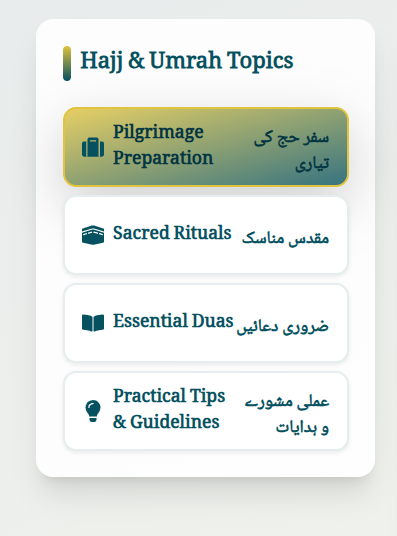 Hajj & Umrah Topics
Pilgrimage
Preparation
سفر حج کی
تیاری
Sacred Rituals
مقدس مناسک
Essential Duas
ضروری دعائیں
Practical Tips
& Guidelines
عملی مشورے
و ہدایات